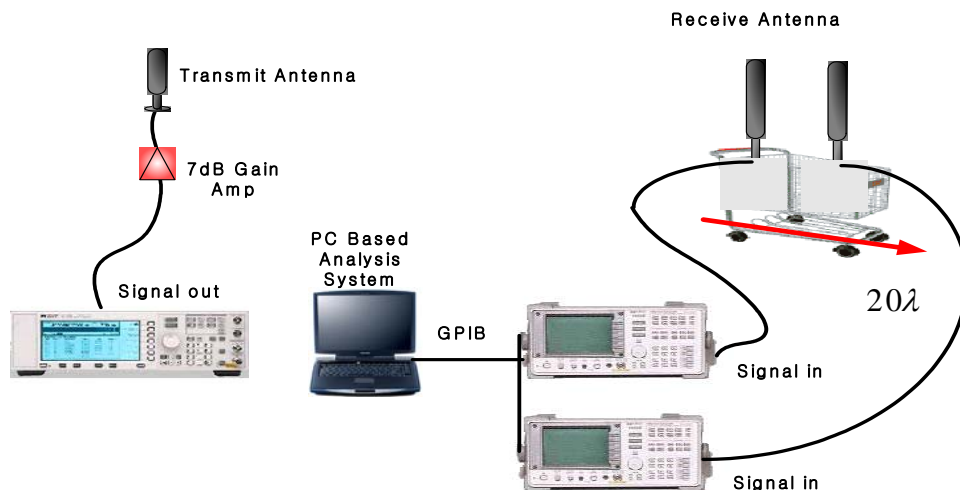 Receive Antenna
Transmit Antenna
7dB Gain
Amp
PC Based
Analysis
System
Signal out
GPIB
20λ
Signal in
Signal in